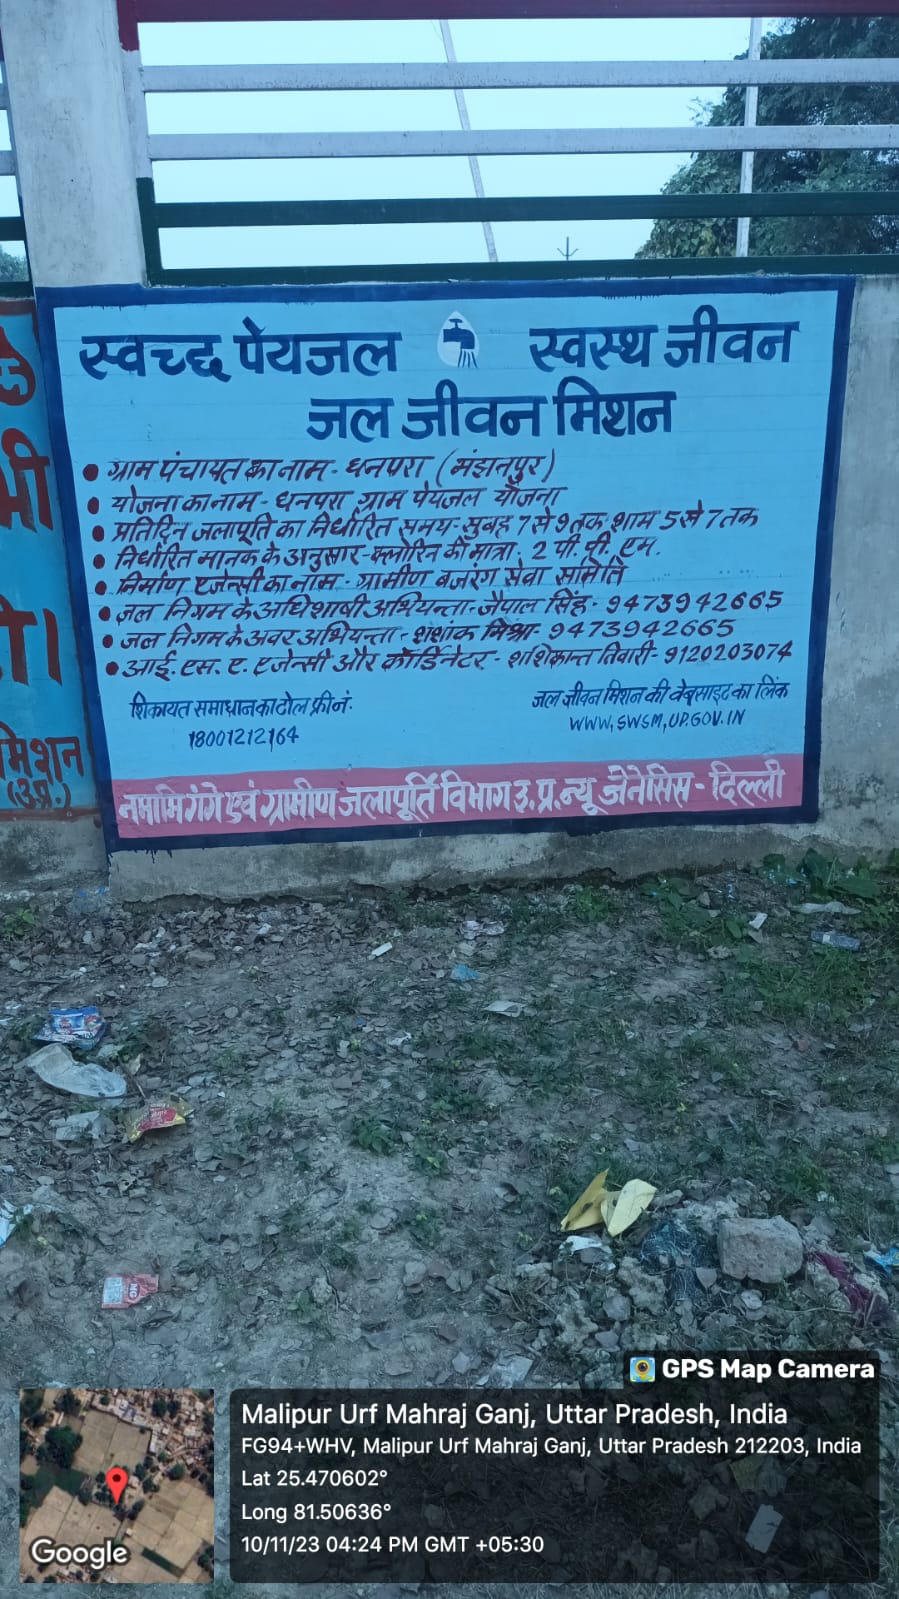 स्वच्छ पेयजल स्वस्थ जीवन
जल जीवन मिशन
• ग्राम पंचायत का नाम - धनपरा (मंझनपुर)
• योजना का नाम - धनपरा ग्राम पेयजल योजना
• प्रतिदिन जलापूर्ति का निर्धारित समय - सुबह 7 से 9 तक शाम 5 से 7 तक
• निर्धारित मानक के अनुसार - क्लोरिन की मात्रा . 2 पी. पी. एम.
• निर्माण एजेन्सी का नाम - ग्रामीण बजरंग सेवा समिति
• जल निगम के अधिशाषी अभियन्ता - जैपाल सिंह - 9473942665
• जल निगम के अवर अभियन्ता - शशांक मिश्रा - 9473942665
• आई. एस. ए. एजेन्सी और कॉर्डिनेटर - शशिकान्त तिवारी - 9120203074
शिकायत समाधान का टोल फ्री नं.
18001212164
जल जीवन मिशन की वेबसाइट का लिंक
WWW,SWSM,UP.GOV.IN
नमामि गंगे एवं ग्रामीण जलापूर्ति विभाग उ.प्र. न्यू जेनेसिस - दिल्ली
मिशन
(उ.प्र.)
MG
GPS Map Camera
Malipur Urf Mahraj Ganj, Uttar Pradesh, India
FG94+WHV, Malipur Urf Mahraj Ganj, Uttar Pradesh 212203, India
Lat 25.470602°
Long 81.50636°
10/11/23 04:24 PM GMT +05:30
Google